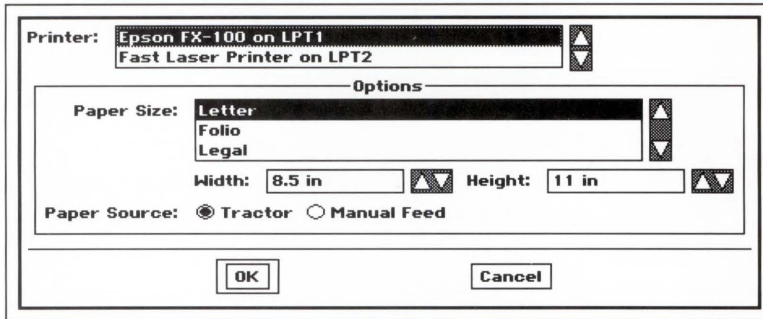 Printer: Epson FX-100 on LPT1
Fast Laser Printer on LPT2
Options
Paper Size: Letter
Folio
Legal
Width: 8.5 in Height: 11 in
Paper Source: Tractor Manual Feed
OK Cancel